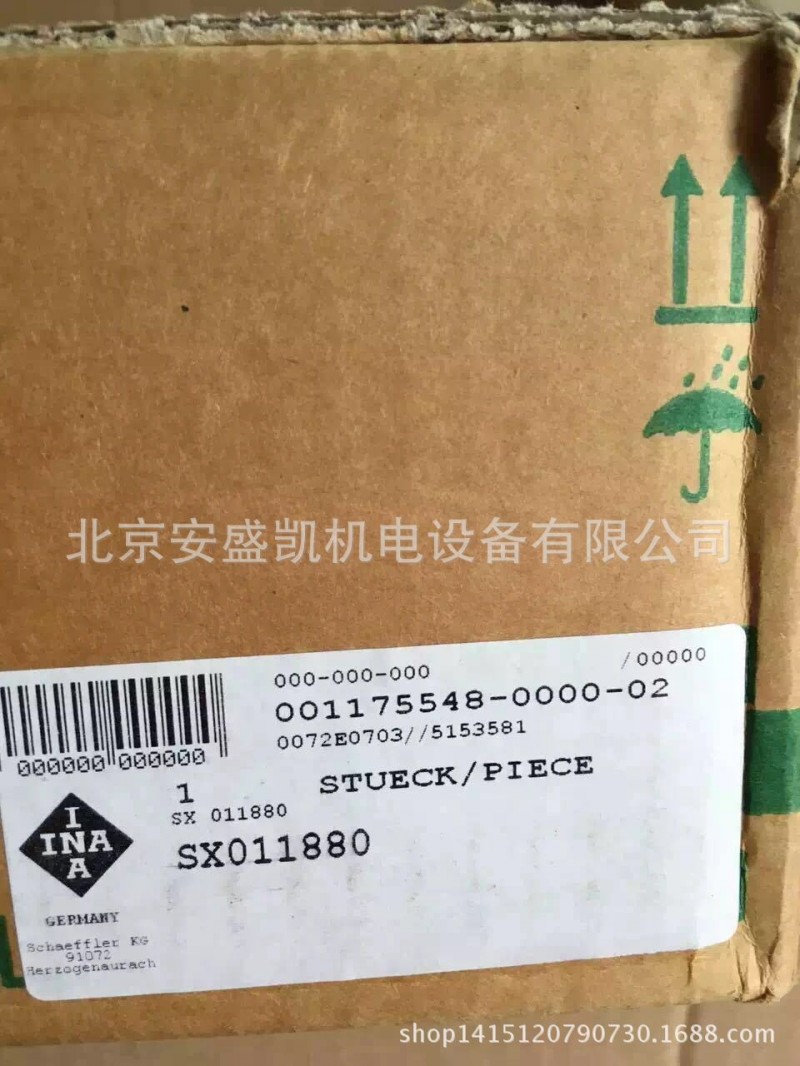 北京安盛凯机电设备有限公司
000-000-000 /00000
001175548-0000-02
0072E0703//5153581
000000 000000
1 STUECK/PIECE
SX 011880
SX011880
I
INA
A
GERMANY
Schaeffler KG
91072
Herzogenaurach
shop1415120790730.1688.com